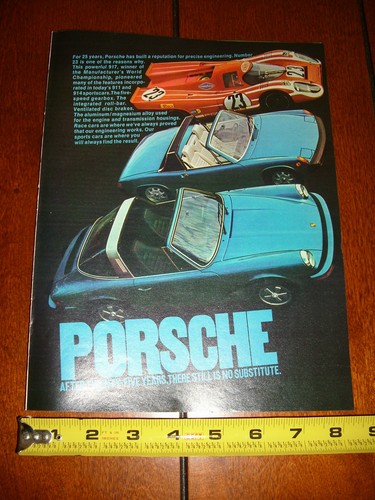 For 25 years, Porsche has built a reputation for precise engineering. Number
22 is one of the reasons why.
This powerful 917, winner of
the Manufacturer's World
Championship, pioneered
many of the features incorpo-
rated in today's 911 and
914 sportscars. The five-
speed gearbox. The
integrated roll-bar.
Ventilated disc brakes.
The aluminum/magnesium alloy used
for the engine and transmission housings.
Race cars are where we've always proved
that our engineering works. Our
sports cars are where you
will always find the result.
23
23
PORSCHE
AFTER TWENTY-FIVE YEARS, THERE STILL IS NO SUBSTITUTE.
1 2 3 4 5 6 7 8 9